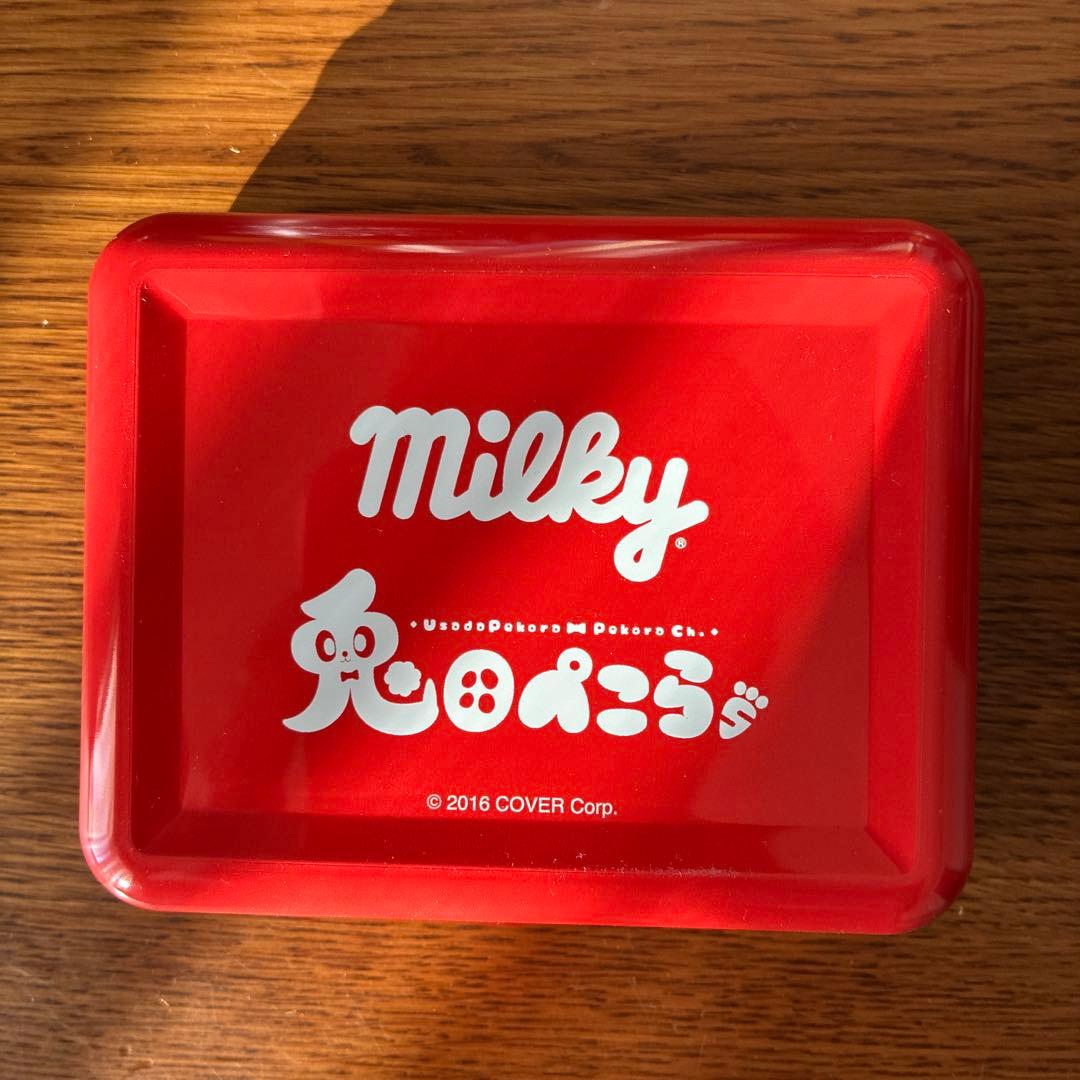 milky®
UsadaPekora Pekora Ch.
兎田ぺこら
© 2016 COVER Corp.